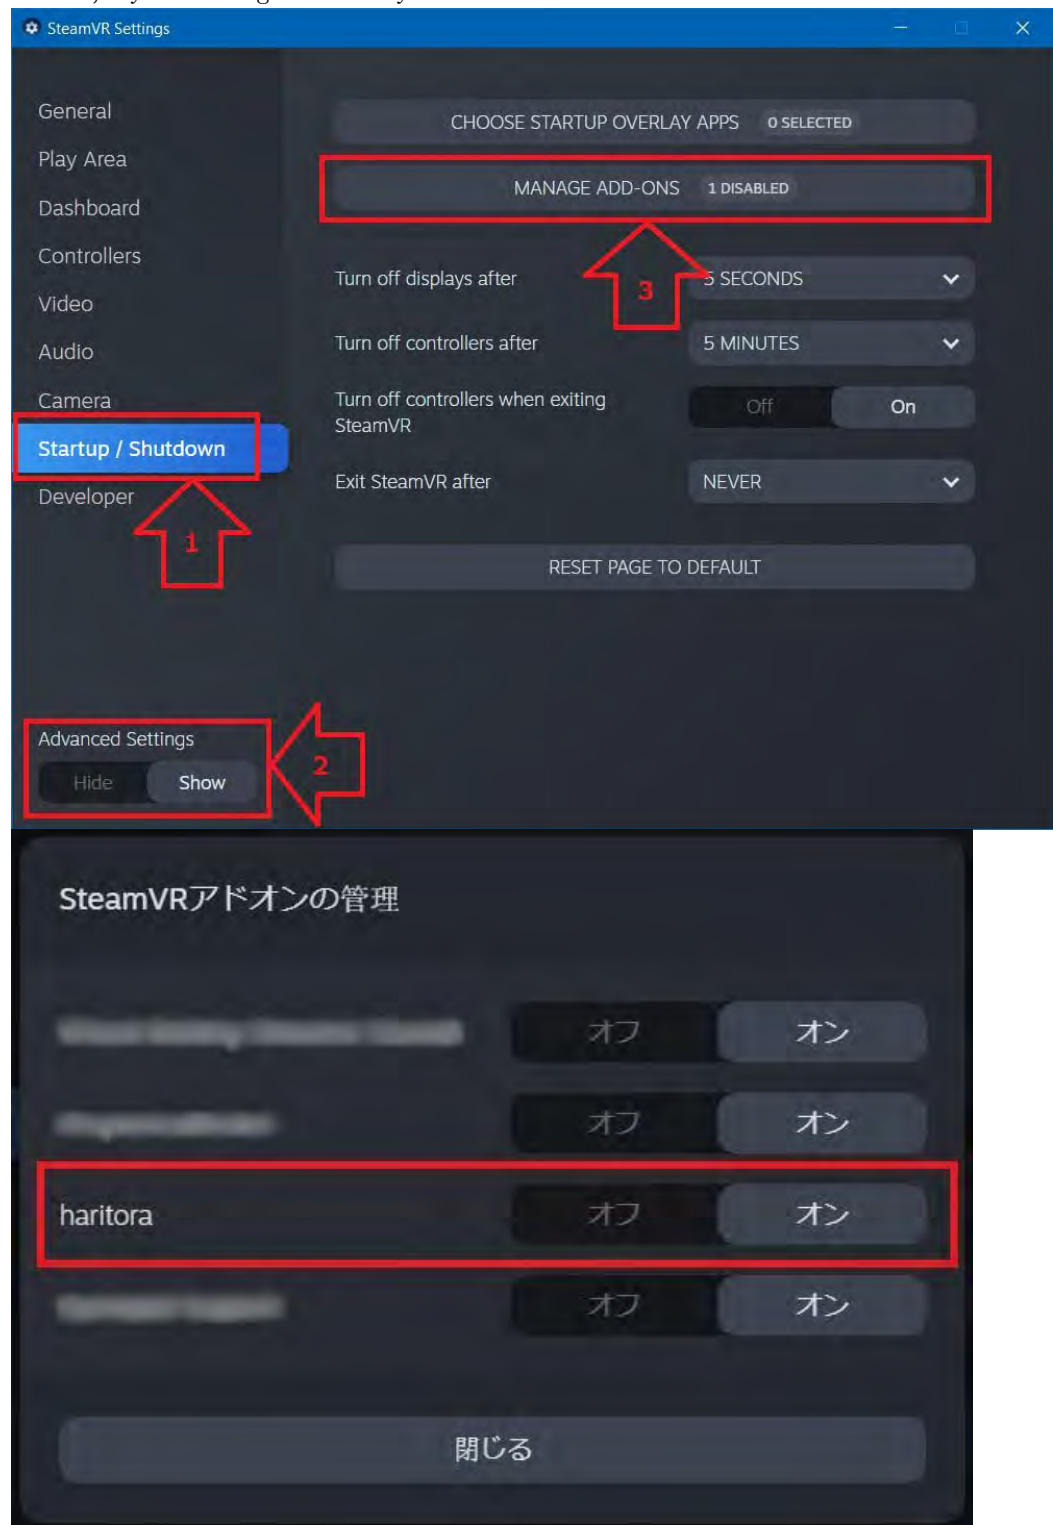 SteamVR Settings
General
Play Area
Dashboard
Controllers
Video
Audio
Camera
Startup / Shutdown
Developer
1
Advanced Settings
Hide Show
2
CHOOSE STARTUP OVERLAY APPS 0 SELECTED
MANAGE ADD-ONS 1 DISABLED
3
Turn off displays after 5 SECONDS
Turn off controllers after 5 MINUTES
Turn off controllers when exiting
SteamVR
Off On
Exit SteamVR after NEVER
RESET PAGE TO DEFAULT
SteamVRアドオンの管理
オフ オン
オフ オン
haritora オフ オン
オフ オン
閉じる